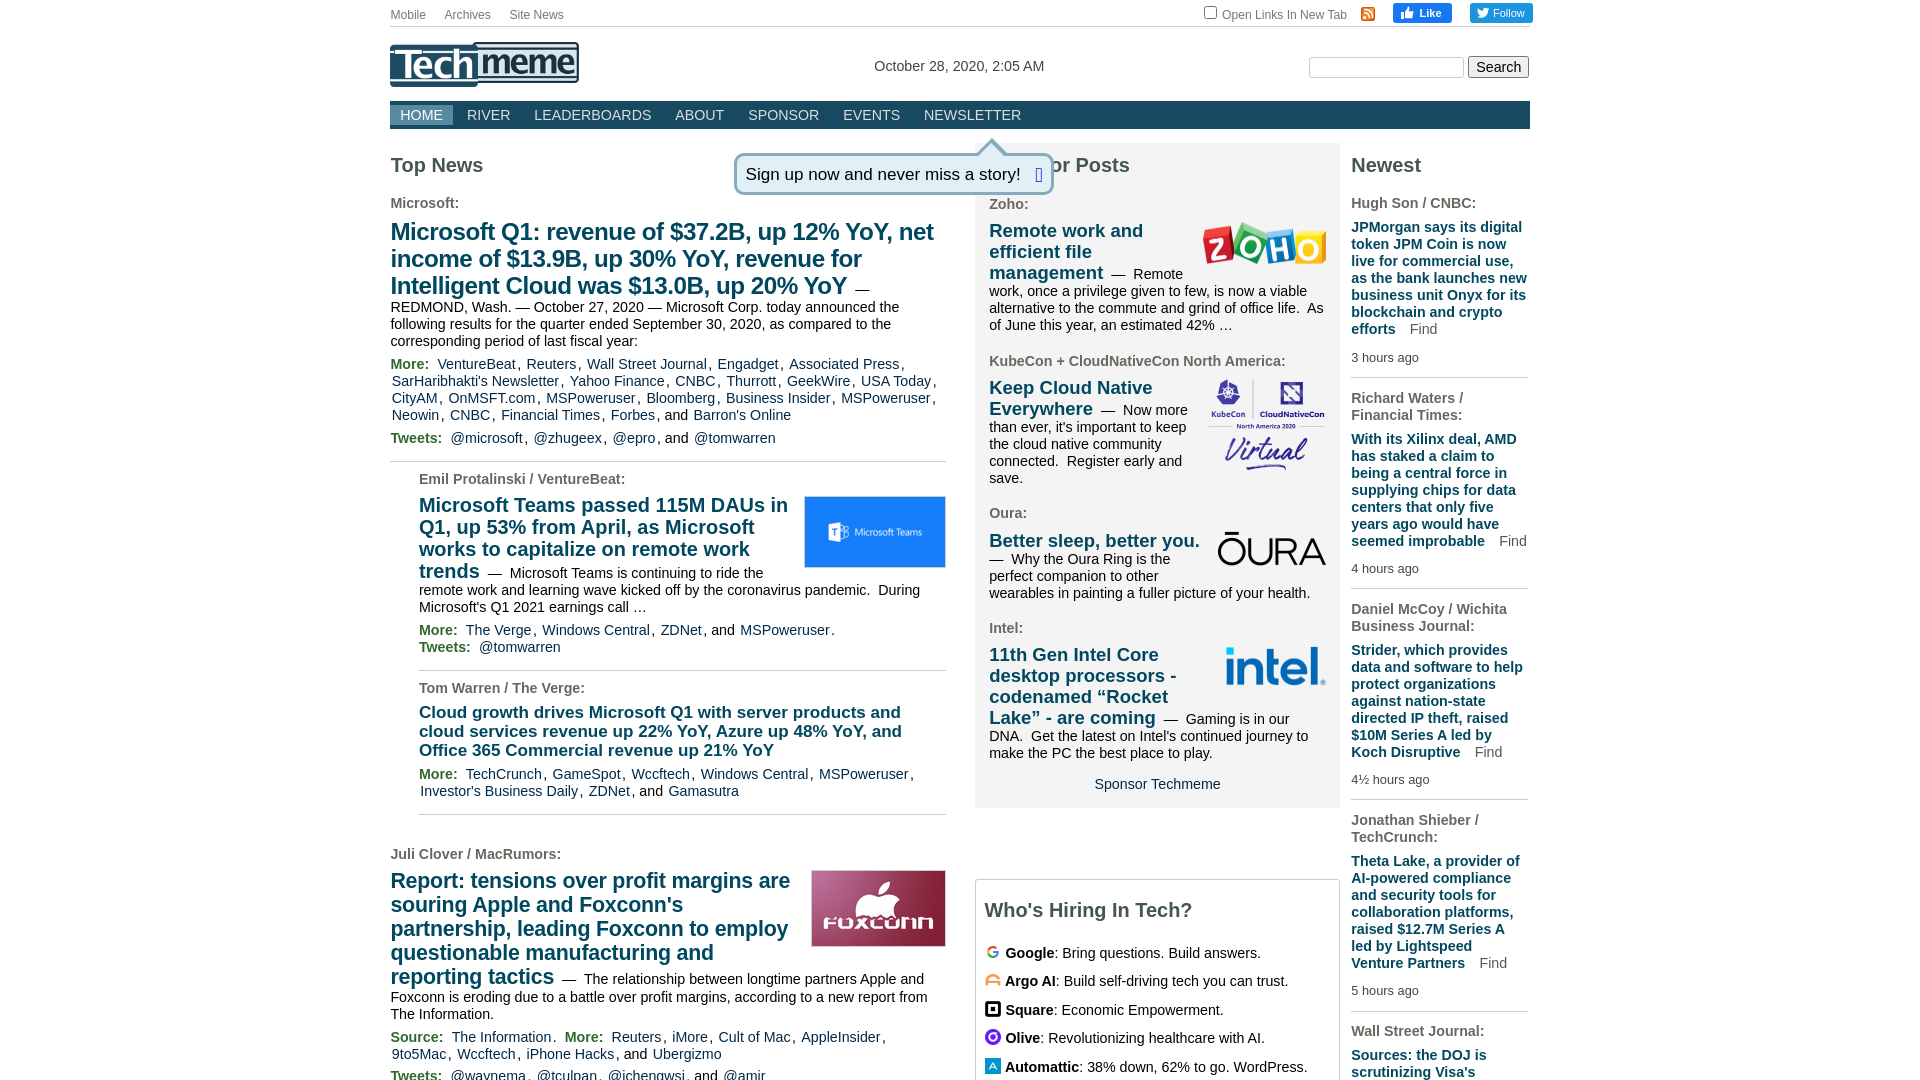 Mobile Archives Site News
Open Links In New Tab
Like
Follow
Techmeme
October 28, 2020, 2:05 AM
Search
HOME RIVER LEADERBOARDS ABOUT SPONSOR EVENTS NEWSLETTER
Sign up now and never miss a story!
Top News
Microsoft:
Microsoft Q1: revenue of $37.2B, up 12% YoY, net
income of $13.9B, up 30% YoY, revenue for
Intelligent Cloud was $13.0B, up 20% YoY —
REDMOND, Wash. — October 27, 2020 — Microsoft Corp. today announced the
following results for the quarter ended September 30, 2020, as compared to the
corresponding period of last fiscal year:
More: VentureBeat, Reuters, Wall Street Journal, Engadget, Associated Press,
SarHaribhakti's Newsletter, Yahoo Finance, CNBC, Thurrott, GeekWire, USA Today,
CityAM, OnMSFT.com, MSPoweruser, Bloomberg, Business Insider, MSPoweruser,
Neowin, CNBC, Financial Times, Forbes, and Barron's Online
Tweets: @microsoft, @zhugeex, @epro, and @tomwarren
Emil Protalinski / VentureBeat:
Microsoft Teams passed 115M DAUs in
Q1, up 53% from April, as Microsoft
works to capitalize on remote work
trends — Microsoft Teams is continuing to ride the
remote work and learning wave kicked off by the coronavirus pandemic. During
Microsoft's Q1 2021 earnings call …
Microsoft Teams
More: The Verge, Windows Central, ZDNet, and MSPoweruser.
Tweets: @tomwarren
Tom Warren / The Verge:
Cloud growth drives Microsoft Q1 with server products and
cloud services revenue up 22% YoY, Azure up 48% YoY, and
Office 365 Commercial revenue up 21% YoY
More: TechCrunch, GameSpot, Wccftech, Windows Central, MSPoweruser,
Investor's Business Daily, ZDNet, and Gamasutra
Juli Clover / MacRumors:
Report: tensions over profit margins are
souring Apple and Foxconn's
partnership, leading Foxconn to employ
questionable manufacturing and
reporting tactics — The relationship between longtime partners Apple and
Foxconn is eroding due to a battle over profit margins, according to a new report from
The Information.
FOXCONN
Source: The Information. More: Reuters, iMore, Cult of Mac, AppleInsider,
9to5Mac, Wccftech, iPhone Hacks, and Ubergizmo
Tweets: @waynema, @tculpan, @jchengwsj, and @amir
or Posts
Zoho:
Remote work and
efficient file
management — Remote
work, once a privilege given to few, is now a viable
alternative to the commute and grind of office life. As
of June this year, an estimated 42% …
ZOHO
KubeCon + CloudNativeCon North America:
Keep Cloud Native
Everywhere — Now more
than ever, it's important to keep
the cloud native community
connected. Register early and
save.
KubeCon CloudNativeCon
North America 2020
Virtual
Oura:
Better sleep, better you.
— Why the Oura Ring is the
perfect companion to other
wearables in painting a fuller picture of your health.
ŌURA
Intel:
11th Gen Intel Core
desktop processors -
codenamed “Rocket
Lake” - are coming — Gaming is in our
DNA. Get the latest on Intel's continued journey to
make the PC the best place to play.
intel.
Sponsor Techmeme
Who's Hiring In Tech?
Google: Bring questions. Build answers.
Argo AI: Build self-driving tech you can trust.
Square: Economic Empowerment.
Olive: Revolutionizing healthcare with AI.
Automattic: 38% down, 62% to go. WordPress.
Newest
Hugh Son / CNBC:
JPMorgan says its digital
token JPM Coin is now
live for commercial use,
as the bank launches new
business unit Onyx for its
blockchain and crypto
efforts Find
3 hours ago
Richard Waters /
Financial Times:
With its Xilinx deal, AMD
has staked a claim to
being a central force in
supplying chips for data
centers that only five
years ago would have
seemed improbable Find
4 hours ago
Daniel McCoy / Wichita
Business Journal:
Strider, which provides
data and software to help
protect organizations
against nation-state
directed IP theft, raised
$10M Series A led by
Koch Disruptive Find
4½ hours ago
Jonathan Shieber /
TechCrunch:
Theta Lake, a provider of
AI-powered compliance
and security tools for
collaboration platforms,
raised $12.7M Series A
led by Lightspeed
Venture Partners Find
5 hours ago
Wall Street Journal:
Sources: the DOJ is
scrutinizing Visa's